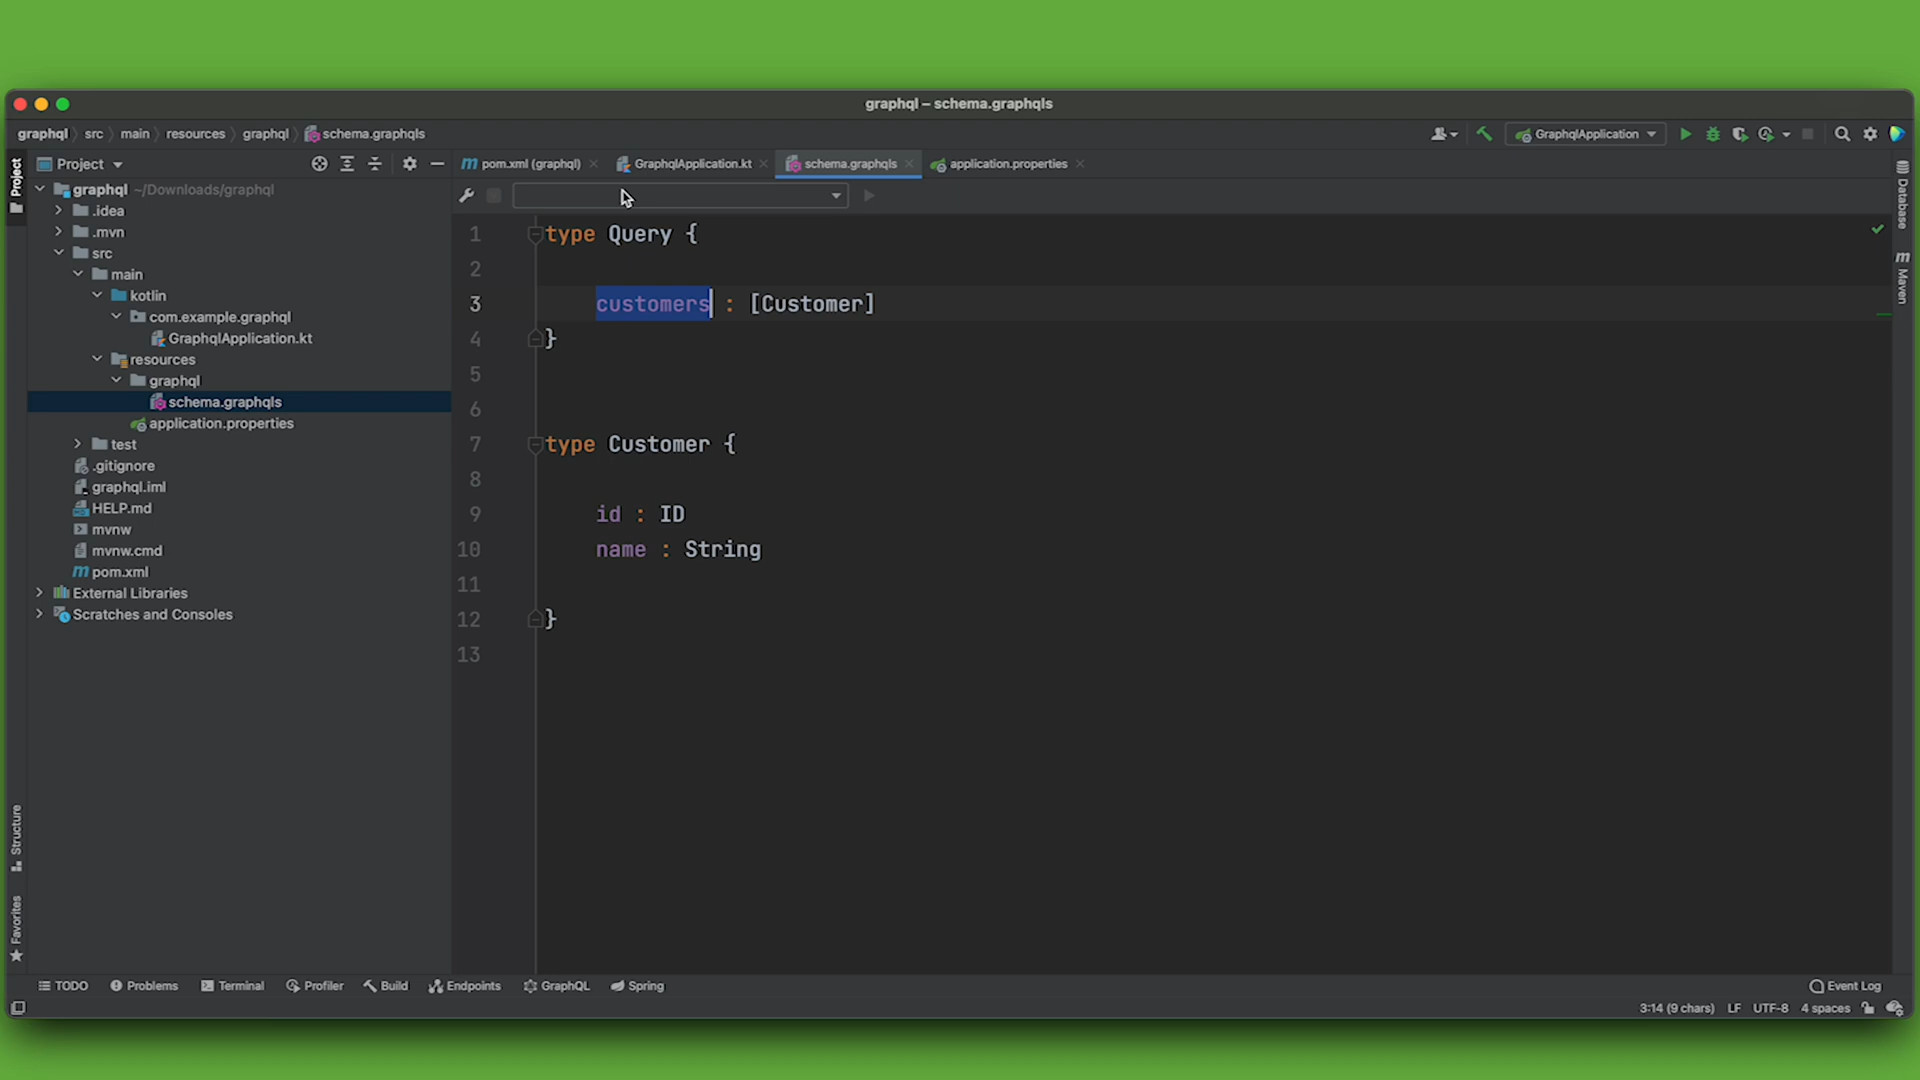 graphql – schema.graphqls
graphql src main resources graphql schema.graphqls
GraphqlApplication
Project
pom.xml (graphql) GraphqlApplication.kt schema.graphqls application.properties
Project
graphql ~/Downloads/graphql
.idea
.mvn
src
main
kotlin
com.example.graphql
GraphqlApplication.kt
resources
graphql
schema.graphqls
application.properties
test
.gitignore
graphql.iml
HELP.md
mvnw
mvnw.cmd
m pom.xml
External Libraries
Scratches and Consoles
Structure
Favorites
1 type Query {
2
3 customers : [Customer]
4 }
5
6
7 type Customer {
8
9 id : ID
10 name : String
11
12 }
13
Database
m Maven
TODO Problems Terminal Profiler Build Endpoints GraphQL Spring Event Log
3:14 (9 chars) LF UTF-8 4 spaces